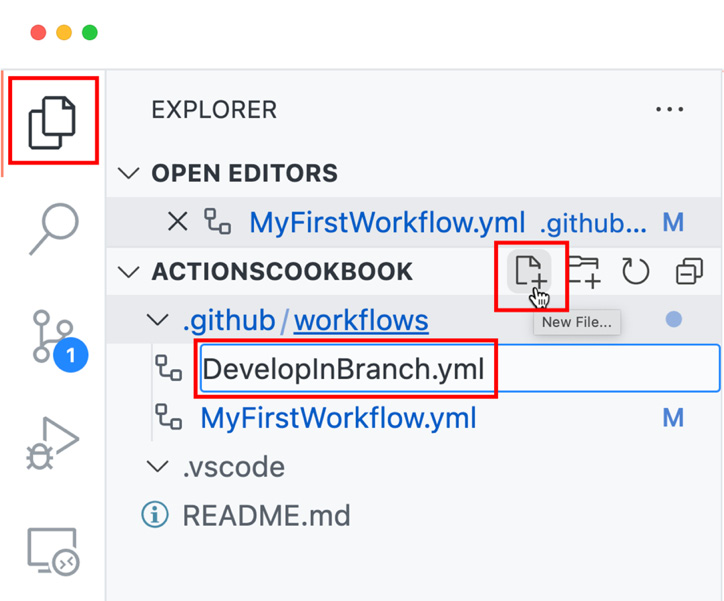 EXPLORER
OPEN EDITORS
MyFirstWorkflow.yml .github... M
ACTIONSCOOKBOOK
.github/workflows
New File...
1
DevelopInBranch.yml
MyFirstWorkflow.yml M
.vscode
README.md